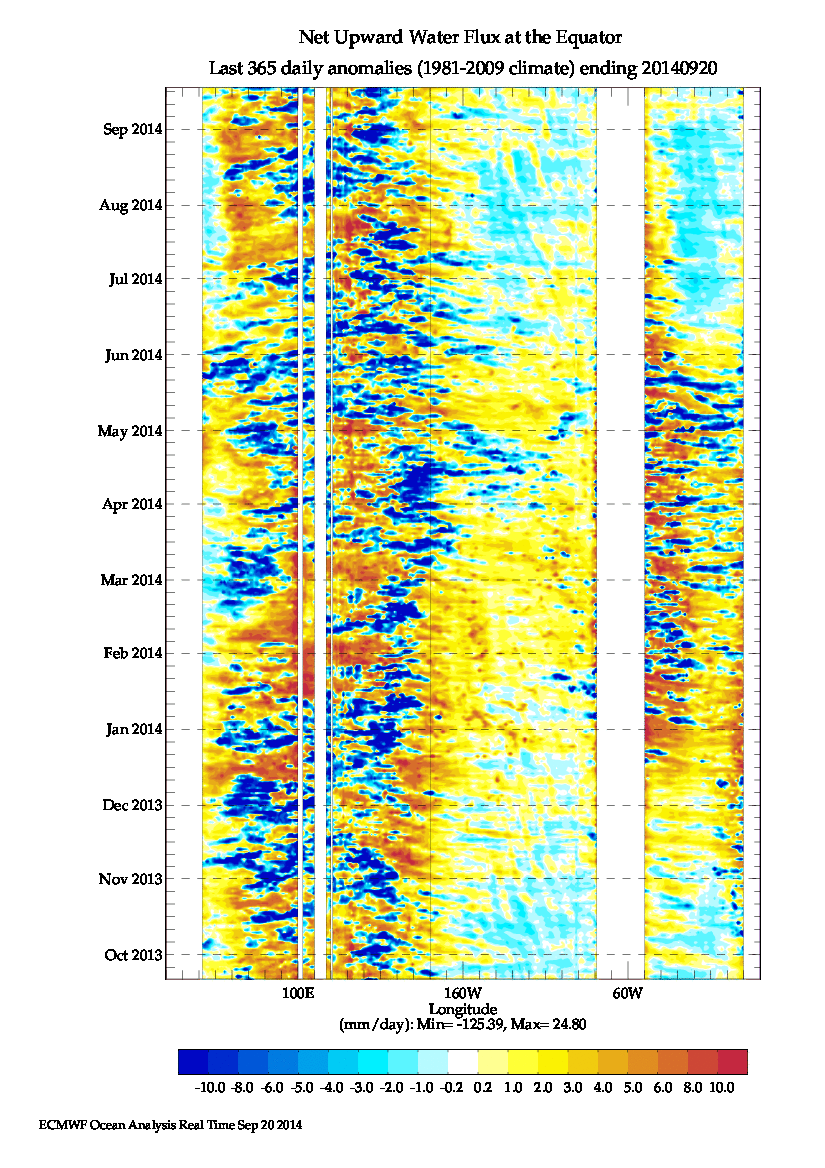 Net Upward Water Flux at the Equator
Last 365 daily anomalies (1981-2009 climate) ending 20140920
Sep 2014
Aug 2014
Jul 2014
Jun 2014
May 2014
Apr 2014
Mar 2014
Feb 2014
Jan 2014
Dec 2013
Nov 2013
Oct 2013
100E 160W 60W
Longitude
(mm/day): Min= -125.39, Max= 24.80
-10.0 -8.0 -6.0 -5.0 -4.0 -3.0 -2.0 -1.0 -0.2 0.2 1.0 2.0 3.0 4.0 5.0 6.0 8.0 10.0
ECMWF Ocean Analysis Real Time Sep 20 2014